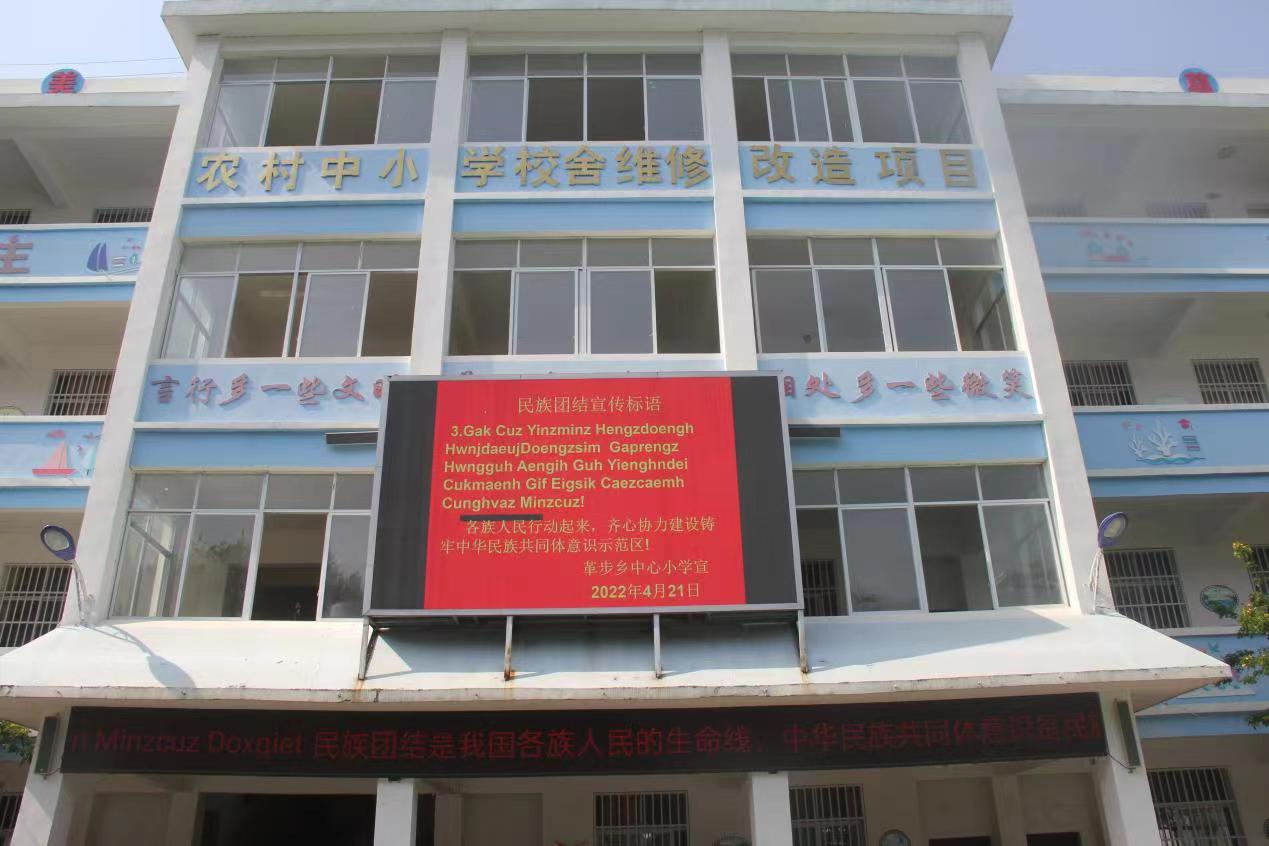 美
农村中小学校舍维修改造项目
主
言行多一些文
处多一些微笑
民族团结宣传标语
3.Gak Cuz Yinzminz Hengzdoengh
HwnjdaeujDoengzsim Gaprengz
Hwngguh Aengih Guh Yienghndei
Cukmaenh Gif Eigsik Caezcaemh
Cunghvaz Minzcuz!
各族人民行动起来，齐心协力建设铸
牢中华民族共同体意识示范区!
革步乡中心小学宣
2022年4月21日
Minzcuz Doxgiet 民族团结是我国各族人民的生命线，中华民族共同体意识是民